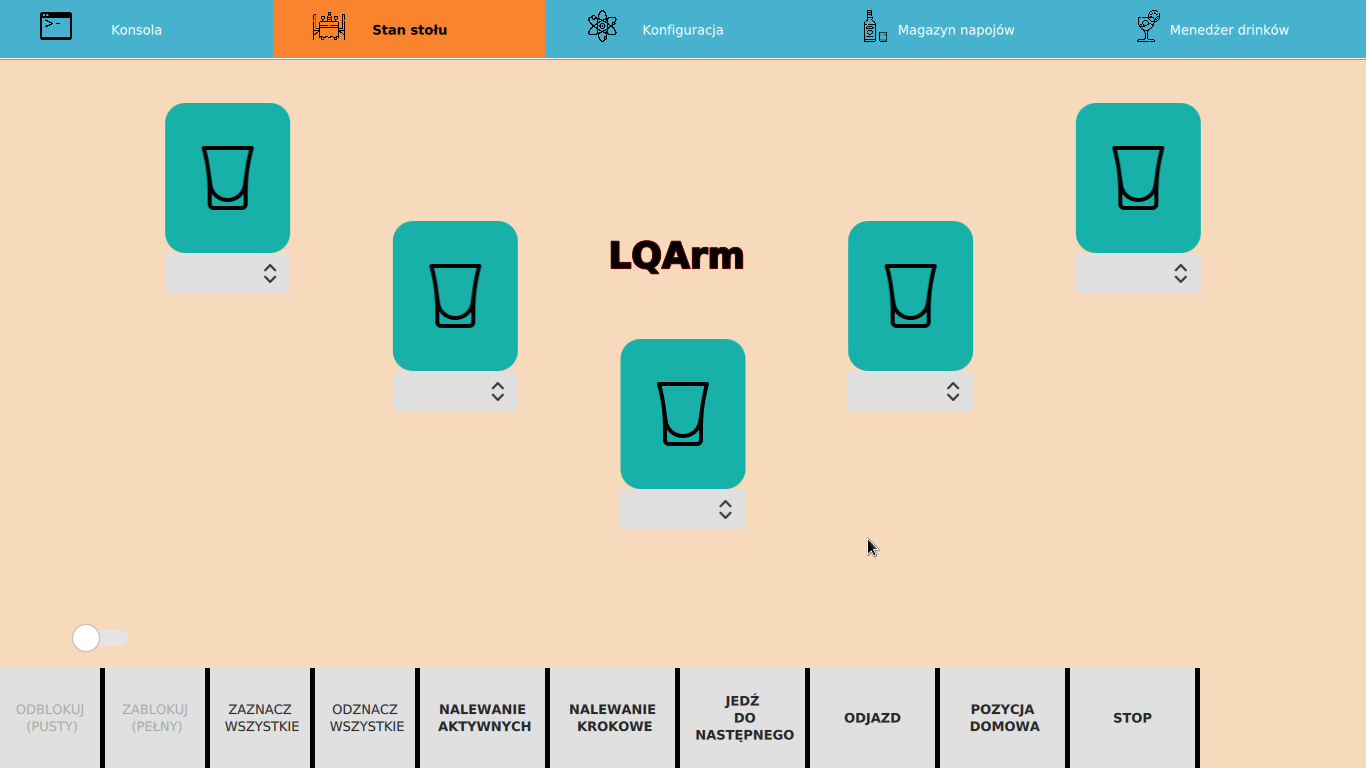 Konsola
Stan stołu
Konfiguracja
Magazyn napojów
Menedżer drinków
LQArm
ODBLOKUJ
(PUSTY)
ZABLOKUJ
(PEŁNY)
ZAZNACZ
WSZYSTKIE
ODZNACZ
WSZYSTKIE
NALEWANIE
AKTYWNYCH
NALEWANIE
KROKOWE
JEDŹ
DO
NASTĘPNEGO
ODJAZD
POZYCJA
DOMOWA
STOP